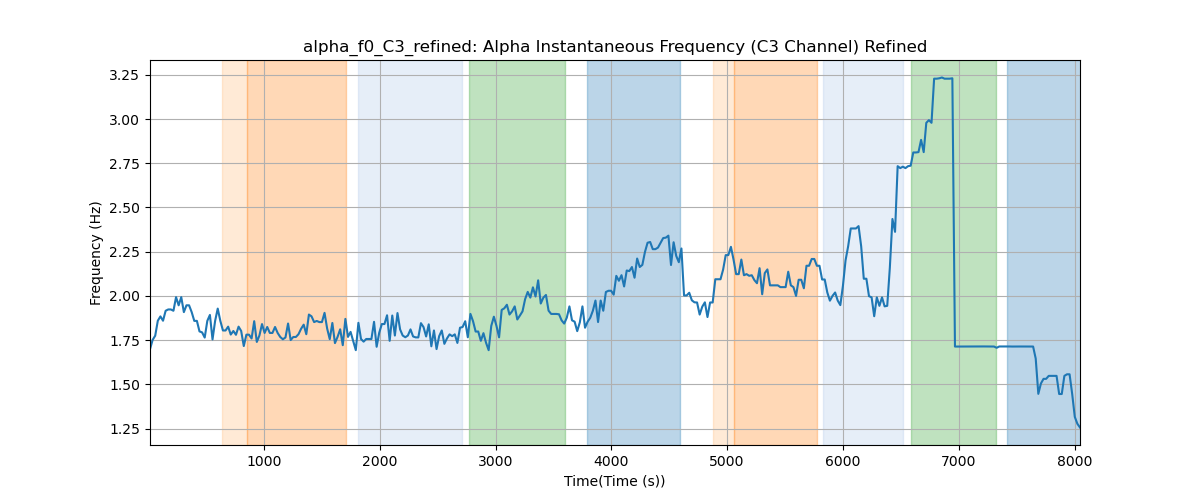 alpha_f0_C3_refined: Alpha Instantaneous Frequency (C3 Channel) Refined
3.25
3.00
2.75
2.50
2.25
2.00
1.75
1.50
1.25
Frequency (Hz)
1000 2000 3000 4000 5000 6000 7000 8000
Time(Time (s))